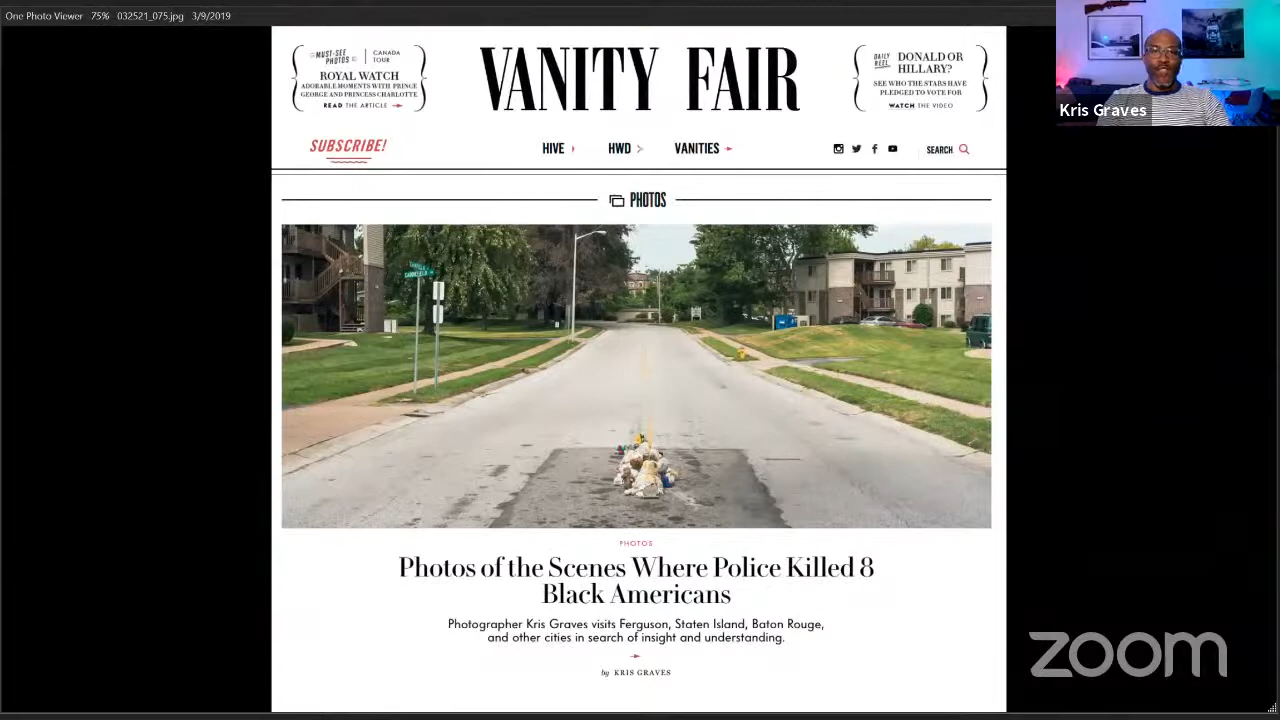 One Photo Viewer 75% 032521_075.jpg 3/9/2019
MUST-SEE PHOTOS
CANADA TOUR
ROYAL WATCH
ADORABLE MOMENTS WITH PRINCE
GEORGE AND PRINCESS CHARLOTTE
READ THE ARTICLE
VANITY FAIR
DAILY REEL
DONALD OR
HILLARY?
SEE WHO THE STARS HAVE
PLEDGED TO VOTE FOR
WATCH THE VIDEO
Kris Graves
SUBSCRIBE!
HIVE
HWD
VANITIES
SEARCH
PHOTOS
PHOTOS
Photos of the Scenes Where Police Killed 8
Black Americans
Photographer Kris Graves visits Ferguson, Staten Island, Baton Rouge,
and other cities in search of insight and understanding.
by KRIS GRAVES
zoom